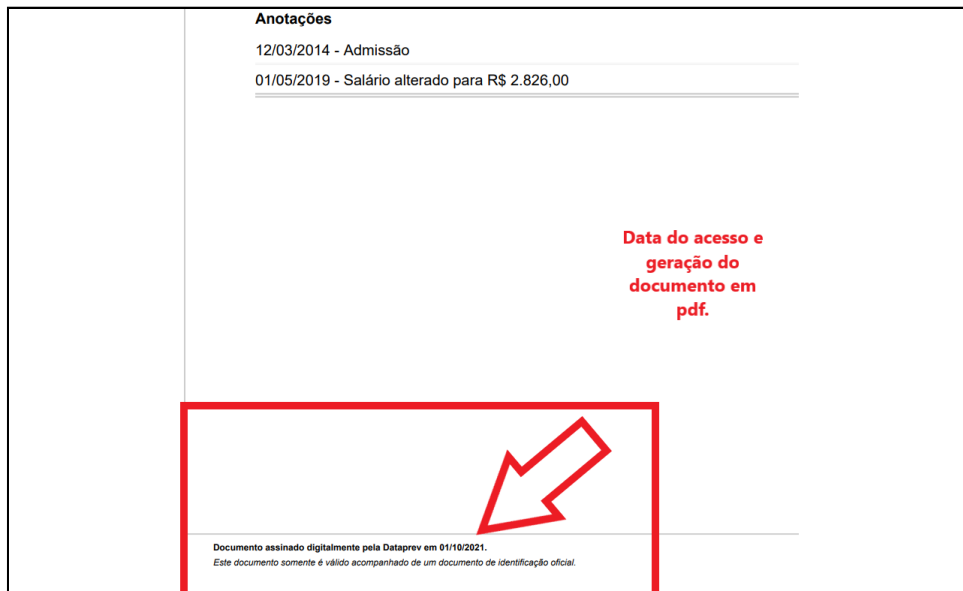 Anotações
12/03/2014 - Admissão
01/05/2019 - Salário alterado para R$ 2.826,00
Data do acesso e
geração do
documento em
pdf.
Documento assinado digitalmente pela Dataprev em 01/10/2021.
Este documento somente é válido acompanhado de um documento de identificação oficial.